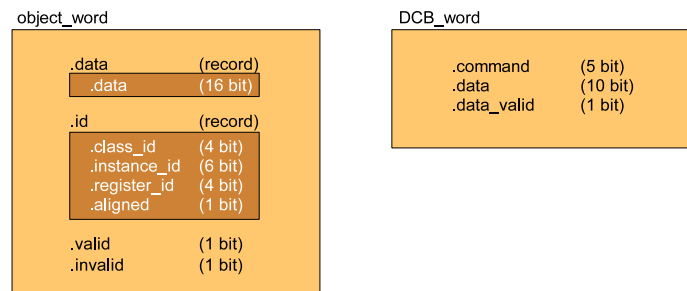 object_word
.data (record)
.data (16 bit)
.id (record)
.class_id (4 bit)
.instance_id (6 bit)
.register_id (4 bit)
.aligned (1 bit)
.valid (1 bit)
.invalid (1 bit)
DCB_word
.command (5 bit)
.data (10 bit)
.data_valid (1 bit)